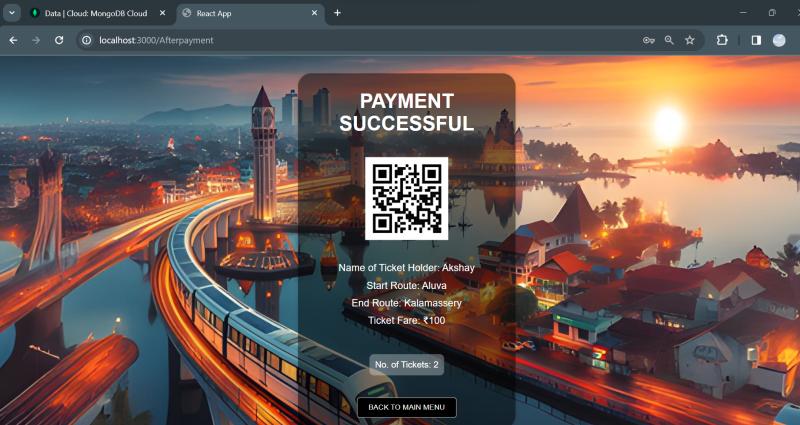 Data | Cloud: MongoDB Cloud
React App
localhost:3000/Afterpayment
PAYMENT
SUCCESSFUL
Name of Ticket Holder: Akshay
Start Route: Aluva
End Route: Kalamassery
Ticket Fare: ₹100
No. of Tickets: 2
BACK TO MAIN MENU